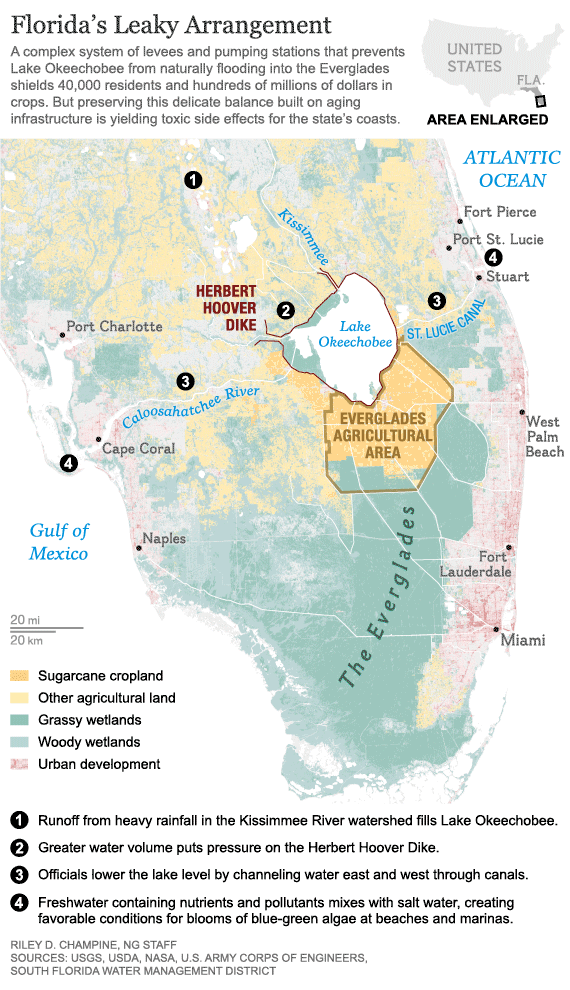 Florida's Leaky Arrangement
A complex system of levees and pumping stations that prevents
Lake Okeechobee from naturally flooding into the Everglades
shields 40,000 residents and hundreds of millions of dollars in
crops. But preserving this delicate balance built on aging
infrastructure is yielding toxic side effects for the state's coasts.
UNITED
STATES
FLA.
AREA ENLARGED
ATLANTIC
OCEAN
1
Kissimmee
Fort Pierce
Port St. Lucie
4
Stuart
HERBERT
HOOVER
DIKE
2
3
ST. LUCIE CANAL
Lake
Okeechobee
Port Charlotte
3
Caloosahatchee River
EVERGLADES
AGRICULTURAL
AREA
West
Palm
Beach
Cape Coral
4
Gulf of
Mexico
Naples
The Everglades
Fort
Lauderdale
Miami
20 mi
20 km
Sugarcane cropland
Other agricultural land
Grassy wetlands
Woody wetlands
Urban development
1 Runoff from heavy rainfall in the Kissimmee River watershed fills Lake Okeechobee.
2 Greater water volume puts pressure on the Herbert Hoover Dike.
3 Officials lower the lake level by channeling water east and west through canals.
4 Freshwater containing nutrients and pollutants mixes with salt water, creating
favorable conditions for blooms of blue-green algae at beaches and marinas.
RILEY D. CHAMPINE, NG STAFF
SOURCES: USGS, USDA, NASA, U.S. ARMY CORPS OF ENGINEERS,
SOUTH FLORIDA WATER MANAGEMENT DISTRICT